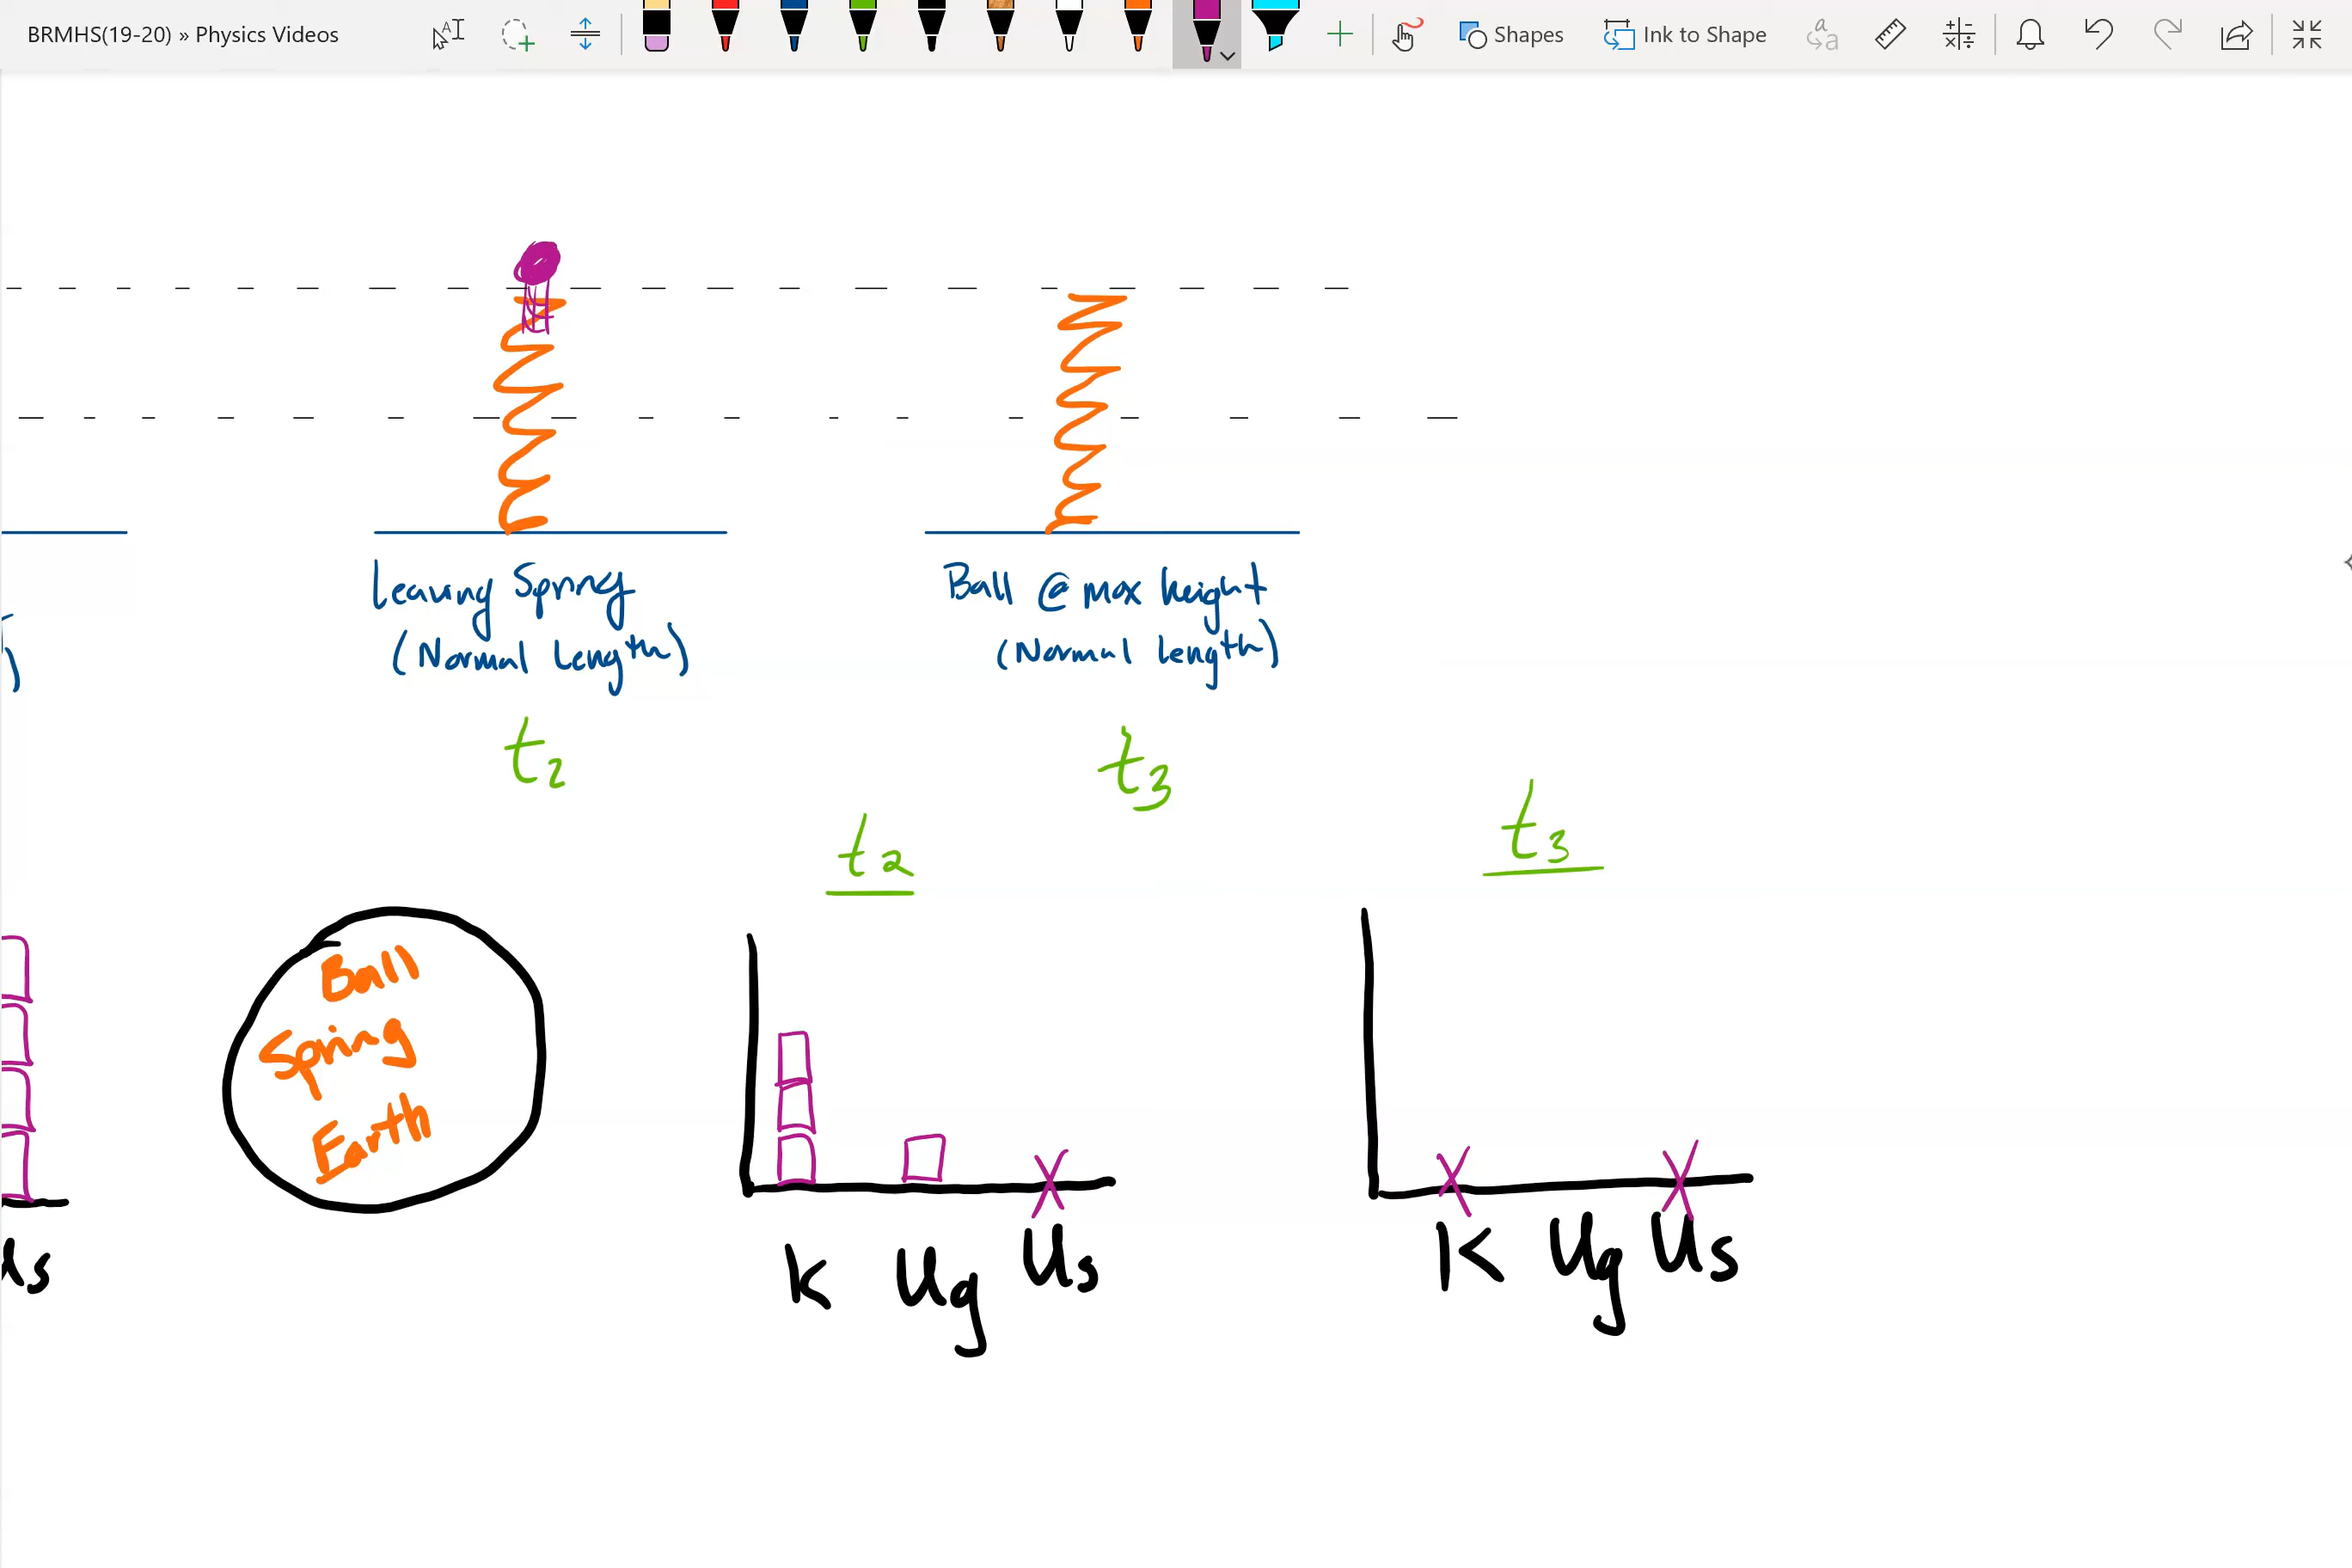 BRMHS(19-20) » Physics Videos
Shapes
Ink to Shape
Leaving Spring
(Normal Length)
t2
Ball @ max height
(Normal Length)
t3
t2
t3
Ball
Spring
Earth
K Ug Us
K Ug Us